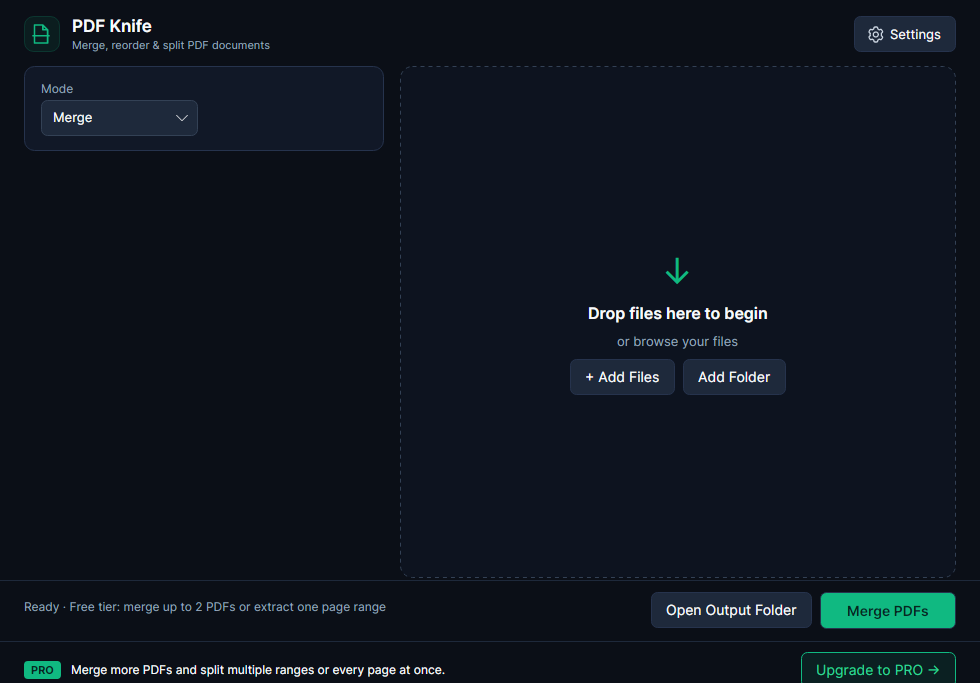 PDF Knife
Merge, reorder & split PDF documents
Settings
Mode
Merge
Drop files here to begin
or browse your files
+ Add Files
Add Folder
Ready · Free tier: merge up to 2 PDFs or extract one page range
Open Output Folder
Merge PDFs
PRO
Merge more PDFs and split multiple ranges or every page at once.
Upgrade to PRO →